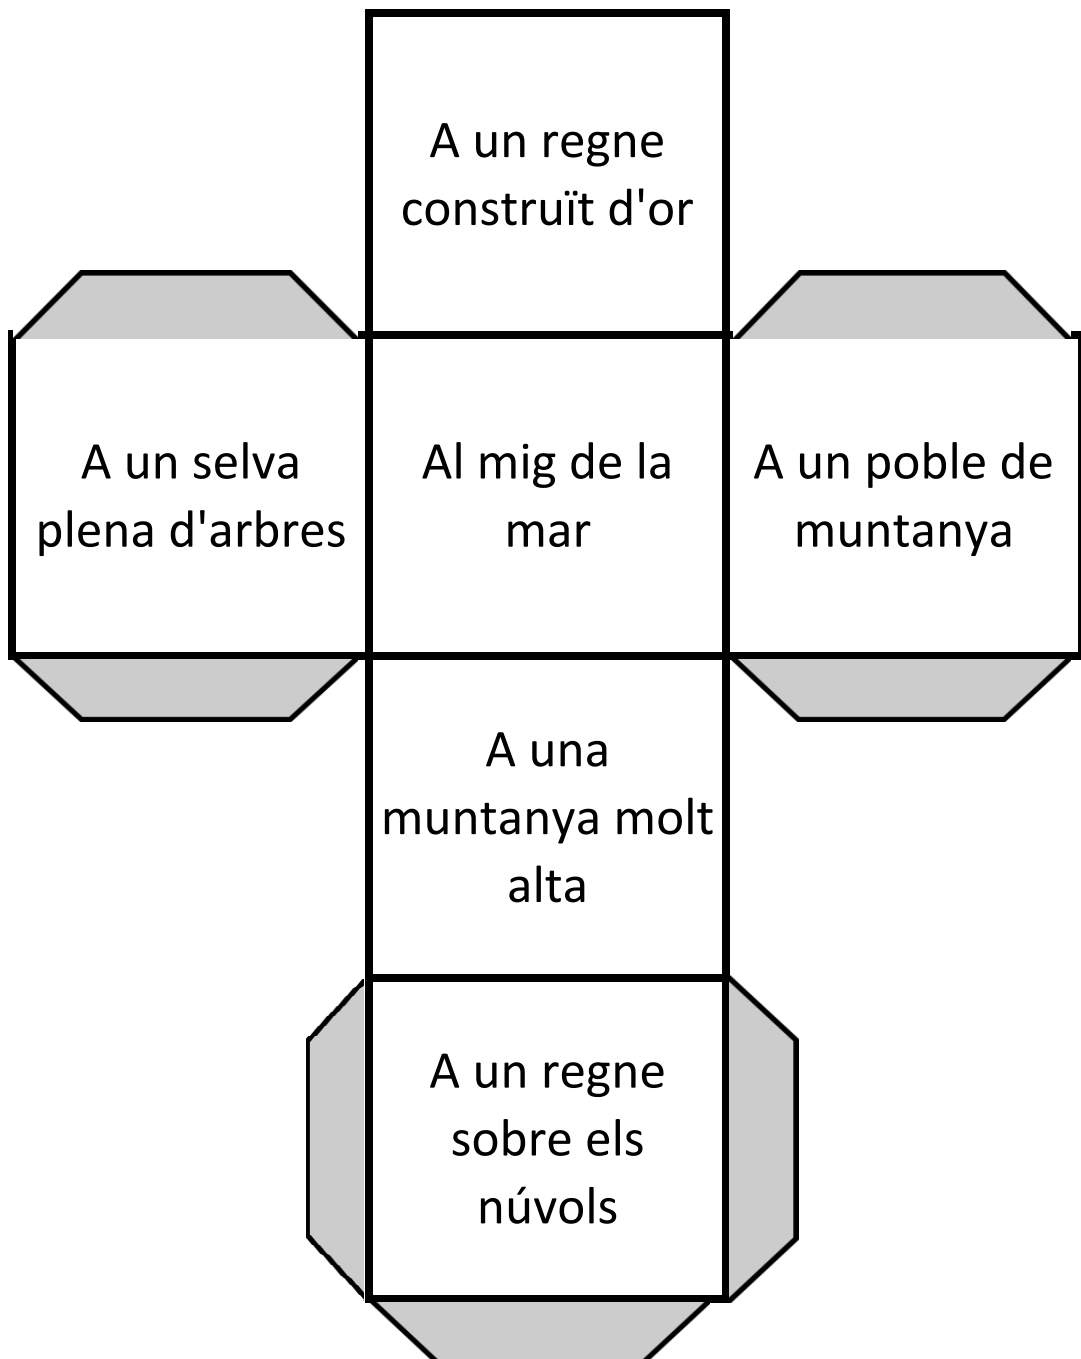 A un regne
construït d'or
A un selva
plena d'arbres
Al mig de la
mar
A un poble de
muntanya
A una
muntanya molt
alta
A un regne
sobre els
núvols